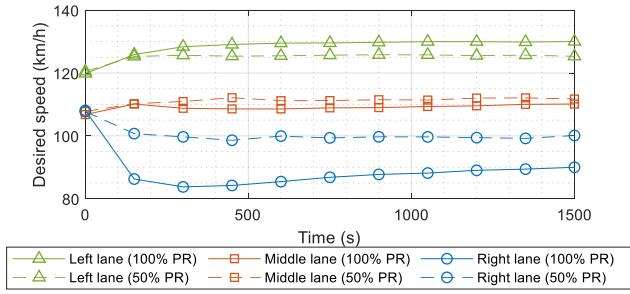 140
120
100
80
Desired speed (km/h)
0 500 1000 1500
Time (s)
Left lane (100% PR) Middle lane (100% PR) Right lane (100% PR)
Left lane (50% PR) Middle lane (50% PR) Right lane (50% PR)